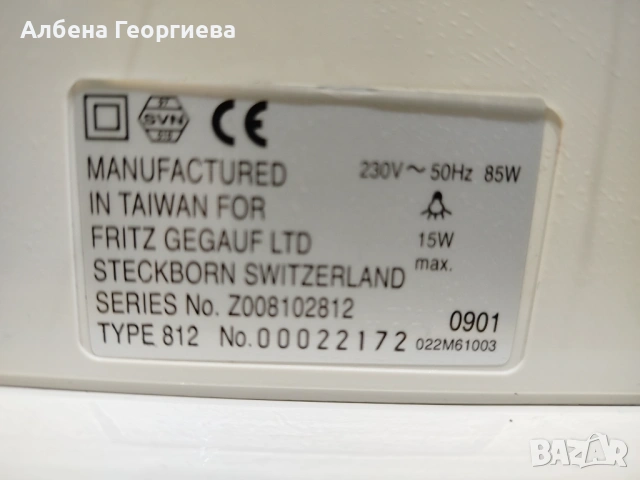 Албена Георгиева
SVN
CE
MANUFACTURED 230V ~ 50Hz 85W
IN TAIWAN FOR
FRITZ GEGAUF LTD 15W
STECKBORN SWITZERLAND max.
SERIES No. Z008102812
TYPE 812 No. 00022172 0901
022M61003
BAZAR